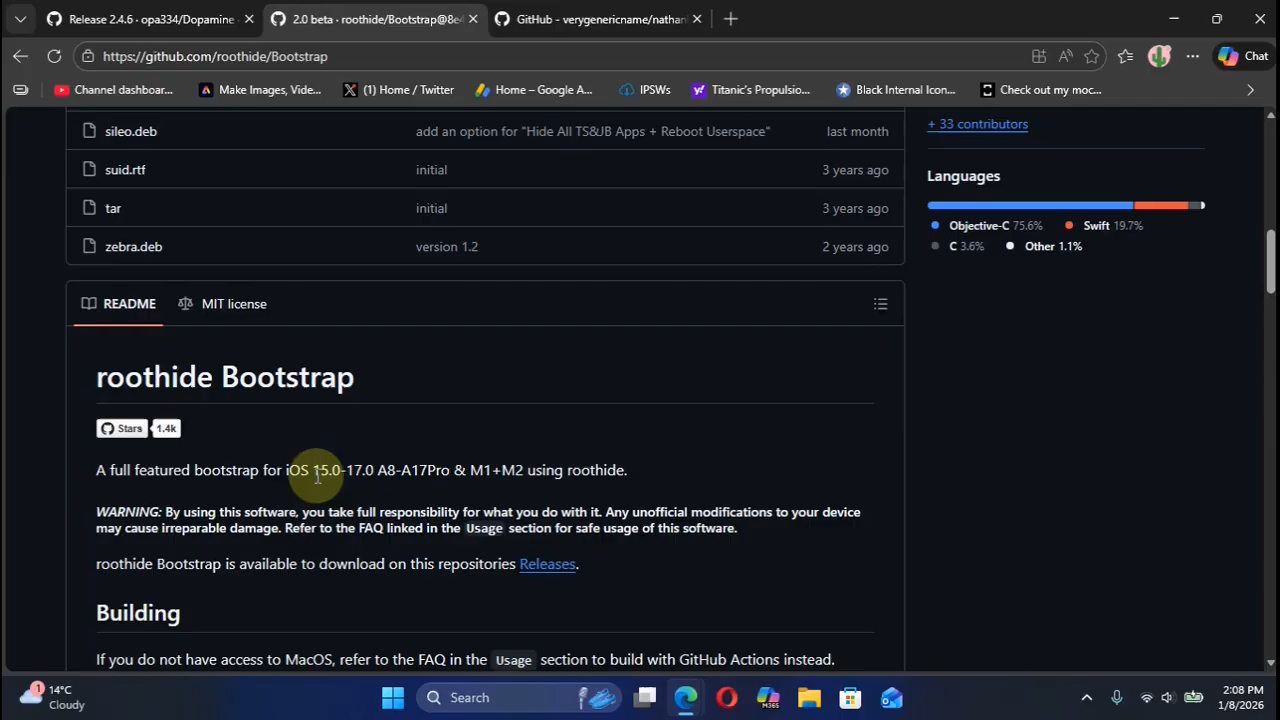 Release 2.4.6 · opa334/Dopamine
2.0 beta · roothide/Bootstrap@8e4
GitHub - verygenericname/nathanl
https://github.com/roothide/Bootstrap
Chat
Channel dashboar...
Make Images, Vide...
(1) Home / Twitter
Home – Google A...
IPSWs
Titanic's Propulsio...
Black Internal Icon...
Check out my moc...
sileo.deb add an option for "Hide All TS&JB Apps + Reboot Userspace" last month
suid.rtf initial 3 years ago
tar initial 3 years ago
zebra.deb version 1.2 2 years ago
+ 33 contributors
Languages
Objective-C 75.6% Swift 19.7%
C 3.6% Other 1.1%
README MIT license
roothide Bootstrap
Stars 1.4k
A full featured bootstrap for iOS 15.0-17.0 A8-A17Pro & M1+M2 using roothide.
WARNING: By using this software, you take full responsibility for what you do with it. Any unofficial modifications to your device
may cause irreparable damage. Refer to the FAQ linked in the Usage section for safe usage of this software.
roothide Bootstrap is available to download on this repositories Releases.
Building
If you do not have access to MacOS, refer to the FAQ in the Usage section to build with GitHub Actions instead.
1
14°C
Cloudy
Search
M365
2:08 PM
1/8/2026